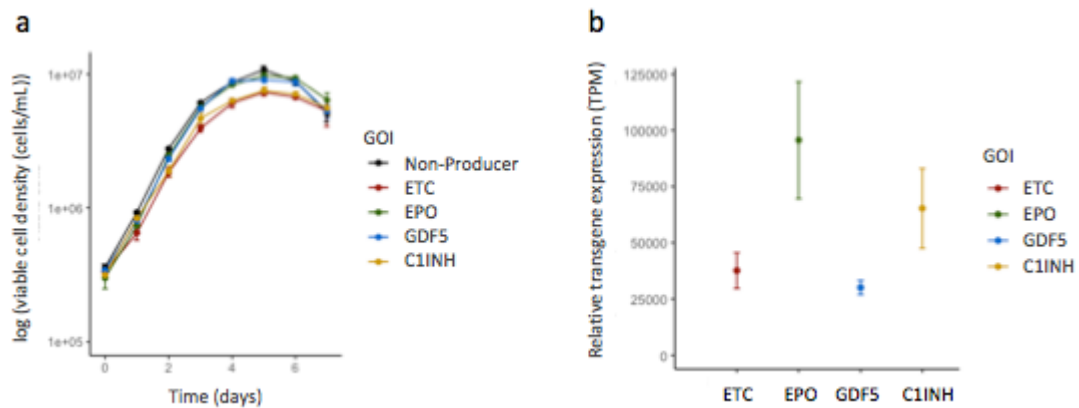 a
log (viable cell density (cells/mL))
1e+07
1e+06
1e+05
0
2
4
6
Time (days)
GOI
Non-Producer
ETC
EPO
GDF5
C1INH
b
Relative transgene expression (TPM)
125000
100000
75000
50000
25000
0
ETC
EPO
GDF5
C1INH
GOI
ETC
EPO
GDF5
C1INH